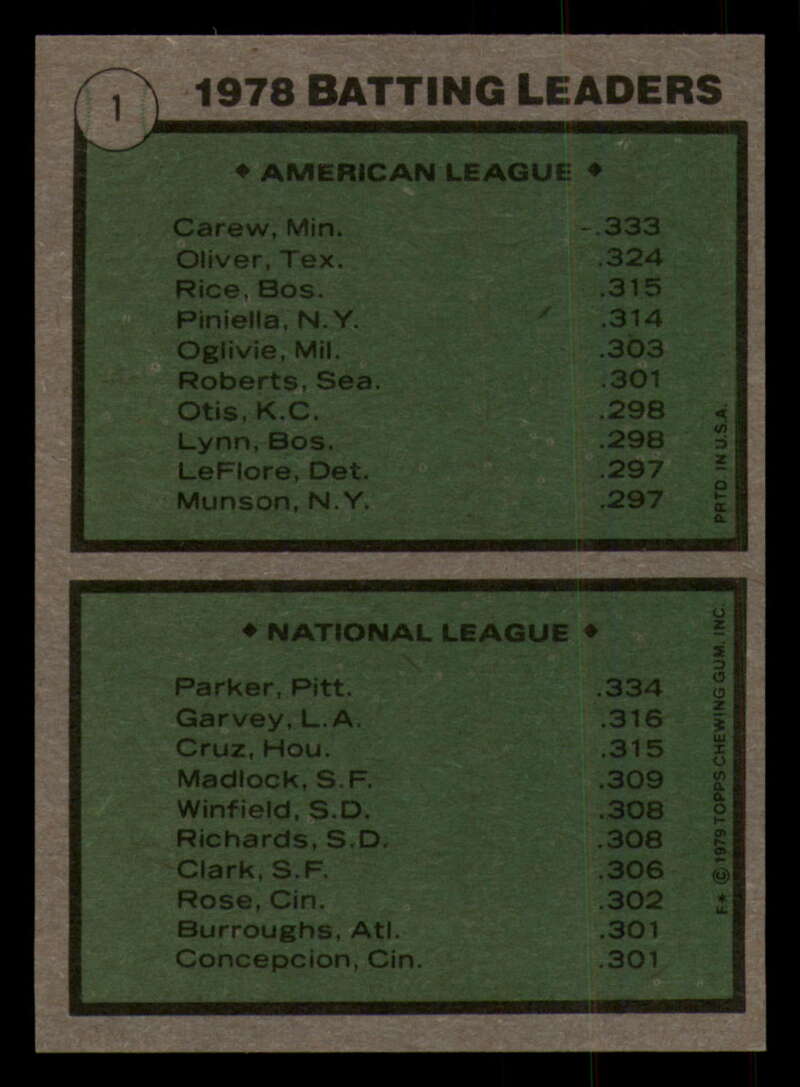 1
1978 BATTING LEADERS
♦ AMERICAN LEAGUE ♦
Carew, Min. .333
Oliver, Tex. .324
Rice, Bos. .315
Piniella, N.Y. .314
Oglivie, Mil. .303
Roberts, Sea. .301
Otis, K.C. .298
Lynn, Bos. .298
LeFlore, Det. .297
Munson, N.Y. .297
PRTD. IN U.S.A.
♦ NATIONAL LEAGUE ♦
Parker, Pitt. .334
Garvey, L.A. .316
Cruz, Hou. .315
Madlock, S.F. .309
Winfield, S.D. .308
Richards, S.D. .308
Clark, S.F. .306
Rose, Cin. .302
Burroughs, Atl. .301
Concepcion, Cin. .301
F* © 1979 TOPPS CHEWING GUM, INC.